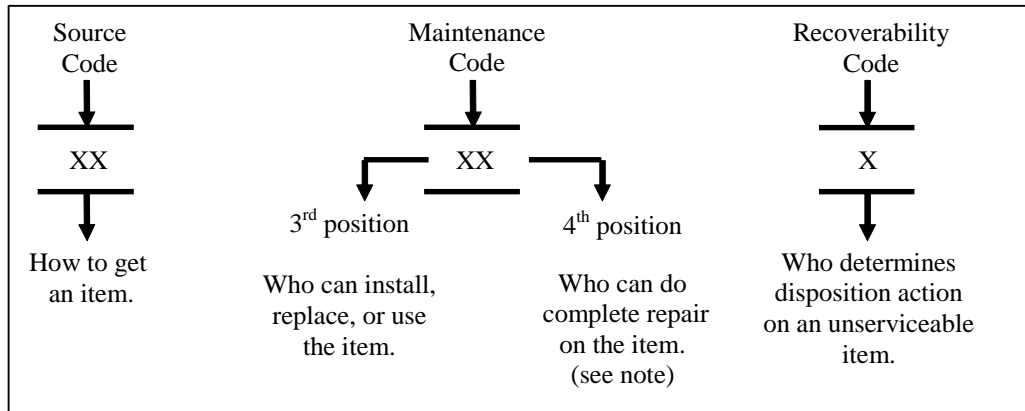 Source
Code
XX
How to get
an item.
Maintenance
Code
XX
3rd position
Who can install,
replace, or use
the item.
4th position
Who can do
complete repair
on the item.
(see note)
Recoverability
Code
X
Who determines
disposition action
on an unserviceable
item.